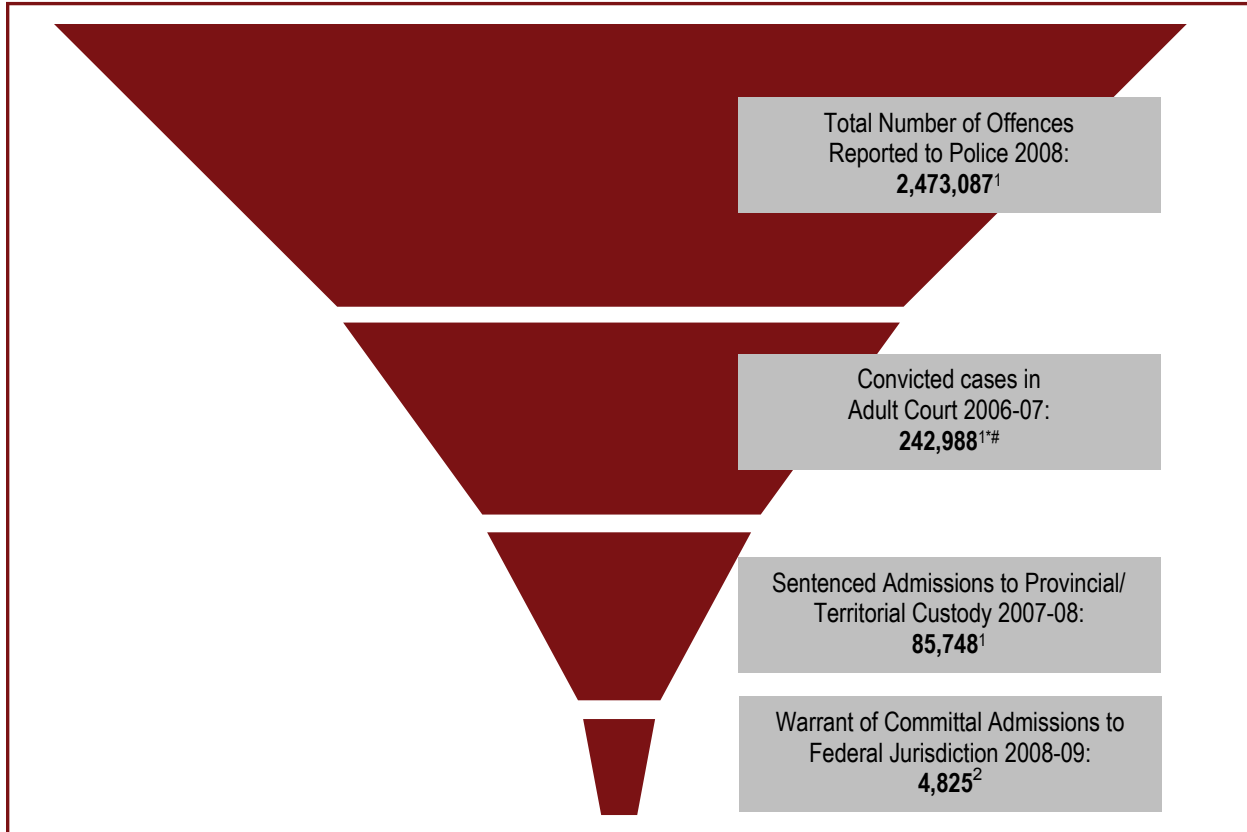 Total Number of Offences
Reported to Police 2008:
2,473,087¹
Convicted cases in
Adult Court 2006-07:
242,988¹*#
Sentenced Admissions to Provincial/
Territorial Custody 2007-08:
85,748¹
Warrant of Committal Admissions to
Federal Jurisdiction 2008-09:
4,825²